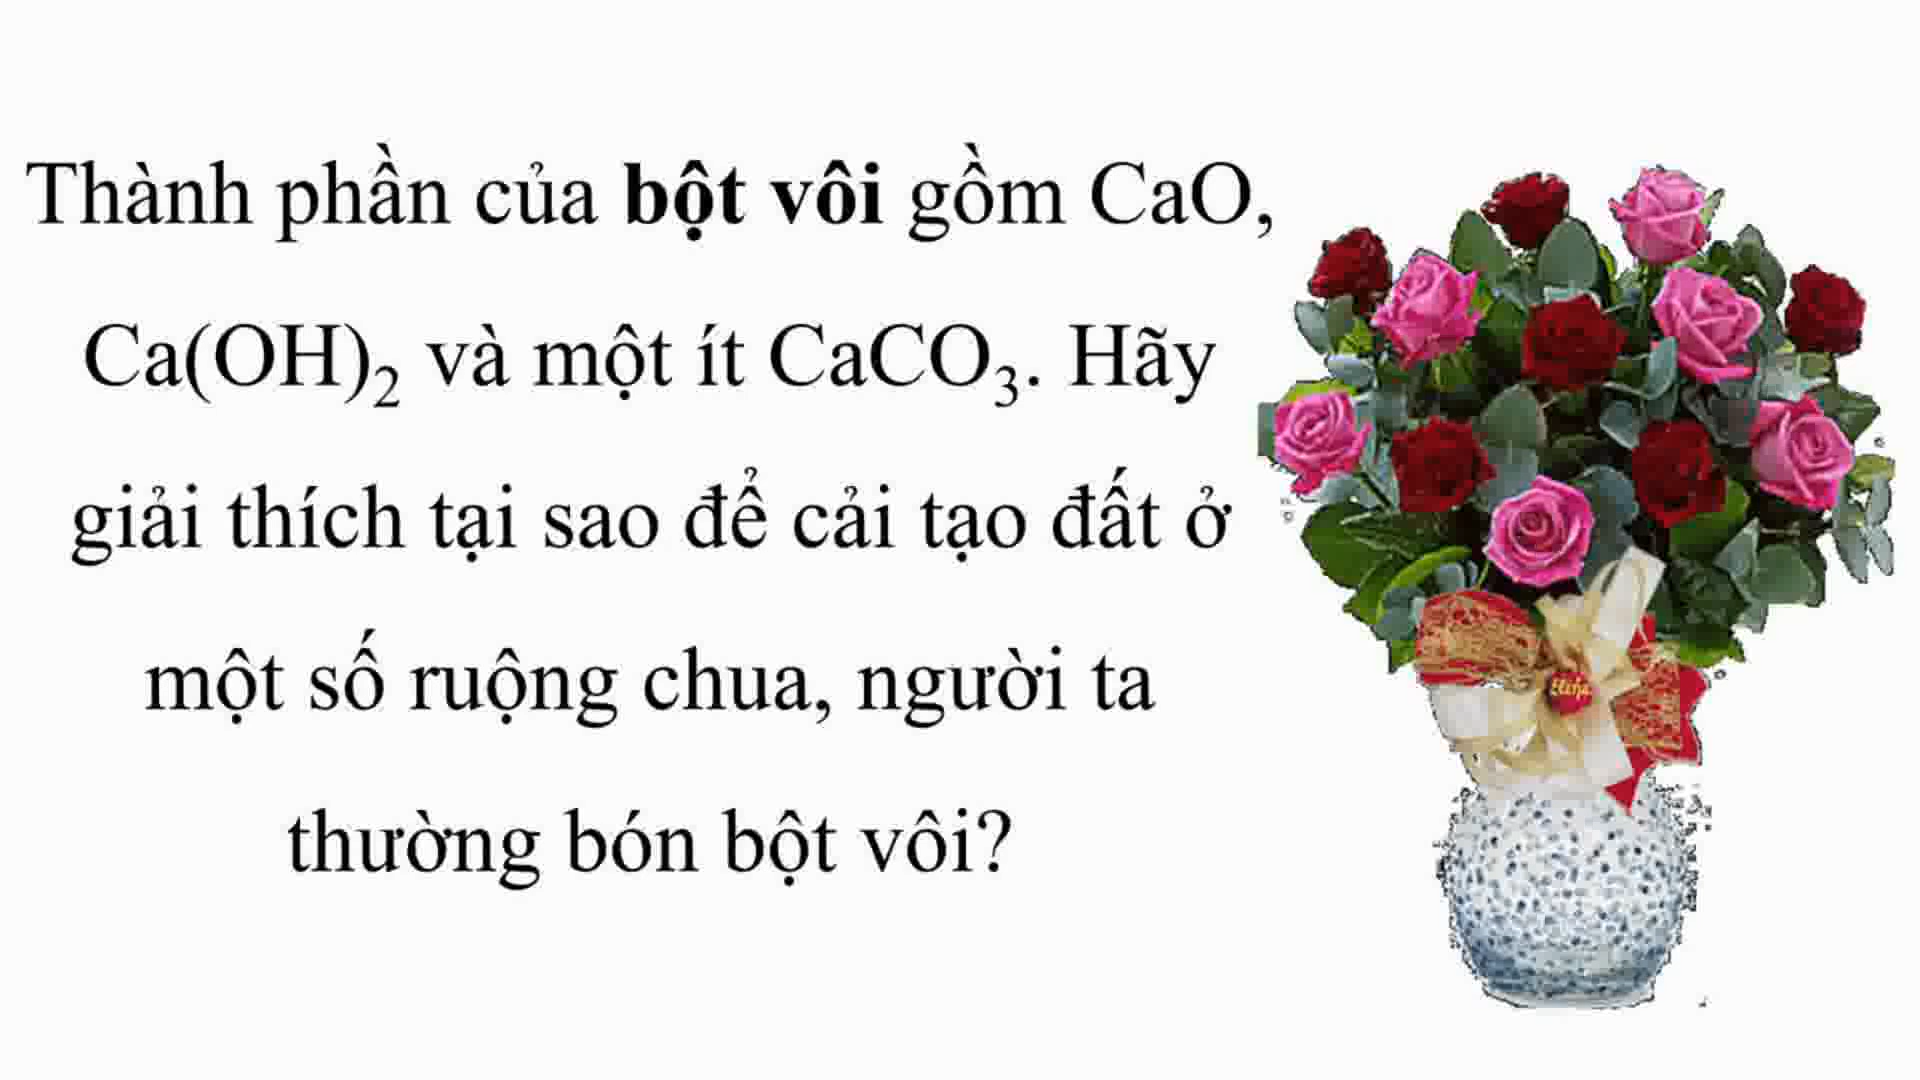 Thành phần của bột vôi gồm CaO,
Ca(OH)₂ và một ít CaCO₃. Hãy
giải thích tại sao để cải tạo đất ở
một số ruộng chua, người ta
thường bón bột vôi?